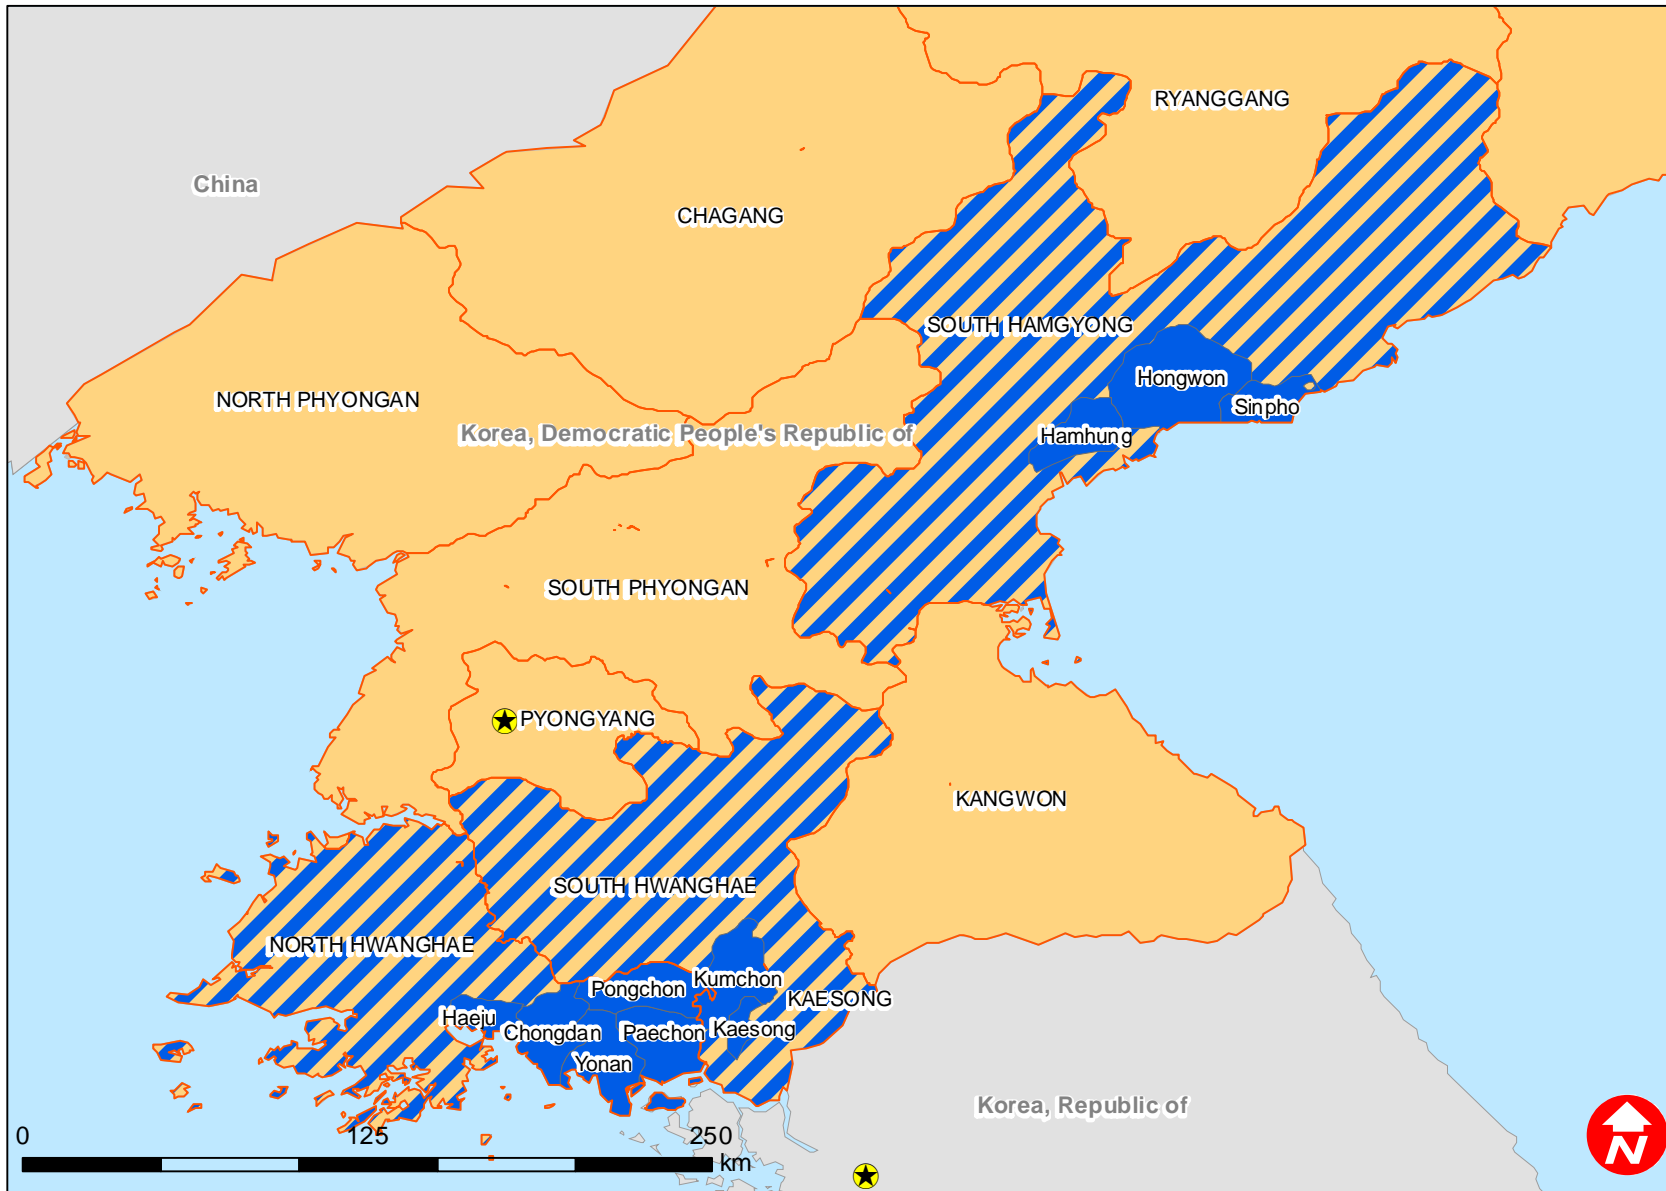 RYANGGANG
China
CHAGANG
SOUTH HAMGYONG
Hongwon
NORTH PHYONGAN
Sinpho
Korea, Democratic People's Republic of
Hamhung
SOUTH PHYONGAN
PYONGYANG
KANGWON
SOUTH HWANGHAE
NORTH HWANGHAE
Kumchon
Pongchon
KAESONG
Haeju
Chongdan
Paechon
Kaesong
Yonan
Korea, Republic of
0 125 250
km
N